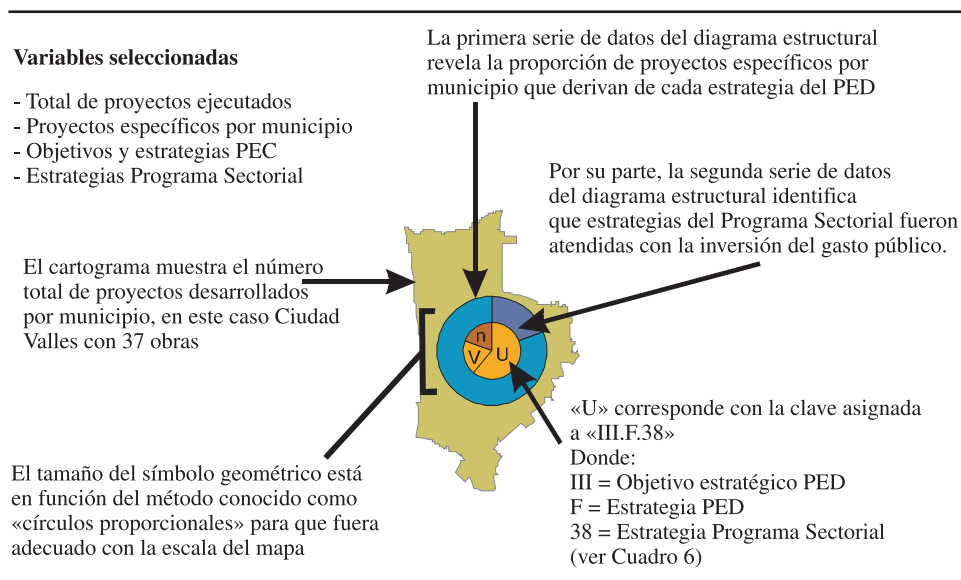 Variables seleccionadas
- Total de proyectos ejecutados
- Proyectos específicos por municipio
- Objetivos y estrategias PEC
- Estrategias Programa Sectorial
La primera serie de datos del diagrama estructural
revela la proporción de proyectos específicos por
municipio que derivan de cada estrategia del PED
Por su parte, la segunda serie de datos
del diagrama estructural identifica
que estrategias del Programa Sectorial fueron
atendidas con la inversión del gasto público.
El cartograma muestra el número
total de proyectos desarrollados
por municipio, en este caso Ciudad
Valles con 37 obras
n
V
U
El tamaño del símbolo geométrico está
en función del método conocido como
«círculos proporcionales» para que fuera
adecuado con la escala del mapa
«U» corresponde con la clave asignada
a «III.F.38»
Donde:
III = Objetivo estratégico PED
F = Estrategia PED
38 = Estrategia Programa Sectorial
(ver Cuadro 6)